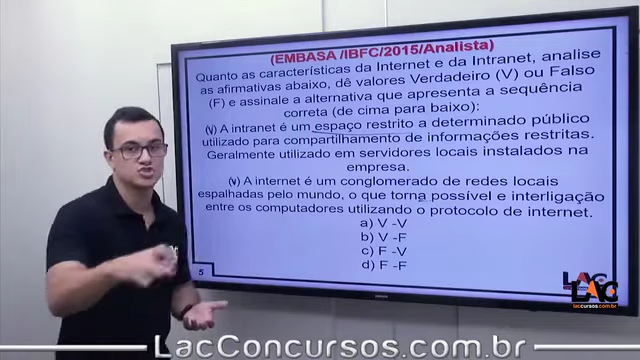 (EMBASA /IBFC/2015/Analista)
Quanto as características da Internet e da Intranet, analise
as afirmativas abaixo, dê valores Verdadeiro (V) ou Falso
(F) e assinale a alternativa que apresenta a sequência
correta (de cima para baixo):
(V) A intranet é um espaço restrito a determinado público
utilizado para compartilhamento de informações restritas.
Geralmente utilizado em servidores locais instalados na
empresa.
(V) A internet é um conglomerado de redes locais
espalhadas pelo mundo, o que torna possível e interligação
entre os computadores utilizando o protocolo de internet.
a) V -V
b) V -F
c) F -V
d) F -F
5
LAC
LAC
laccursos.com.br
LacConcursos.com.br